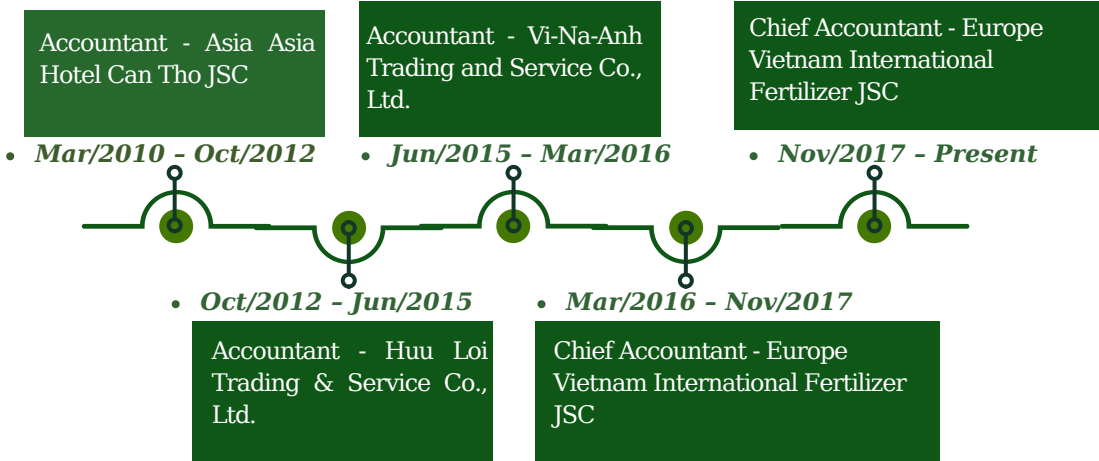 Accountant - Asia Asia
Hotel Can Tho JSC
• Mar/2010 – Oct/2012
• Oct/2012 – Jun/2015
Accountant - Huu Loi
Trading & Service Co.,
Ltd.
Accountant - Vi-Na-Anh
Trading and Service Co.,
Ltd.
• Jun/2015 – Mar/2016
• Mar/2016 – Nov/2017
Chief Accountant - Europe
Vietnam International Fertilizer
JSC
Chief Accountant - Europe
Vietnam International
Fertilizer JSC
• Nov/2017 – Present